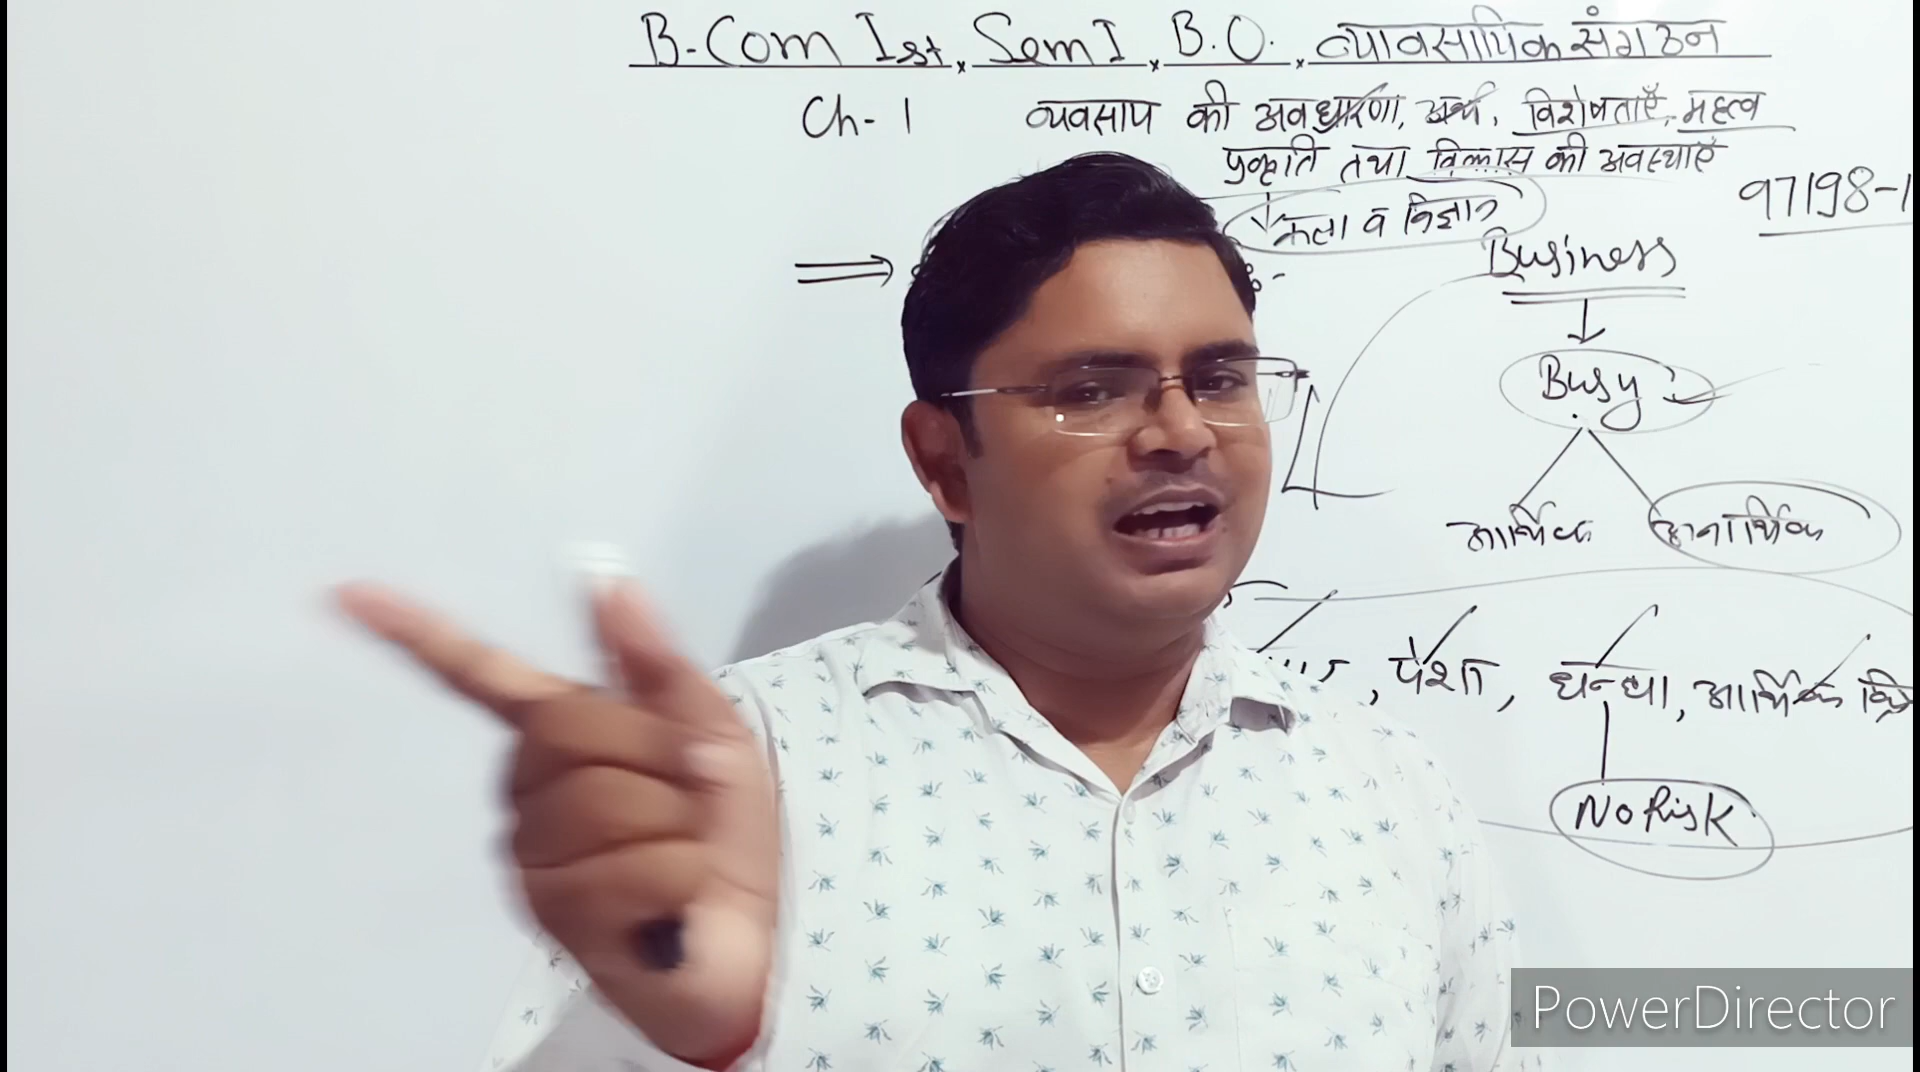 B-Com Ist, Sem I, B.O. व्यावसायिक संगठन
Ch-1 व्यवसाय की अवधारणा, अर्थ, विशेषताएँ, महत्व
प्रकृति तथा विकास की अवस्थाएँ
97198-1
कला व विज्ञान
Business
Busy
आर्थिक अनार्थिक
, पेशा, धन्धा, आर्थिक
No Risk
PowerDirector